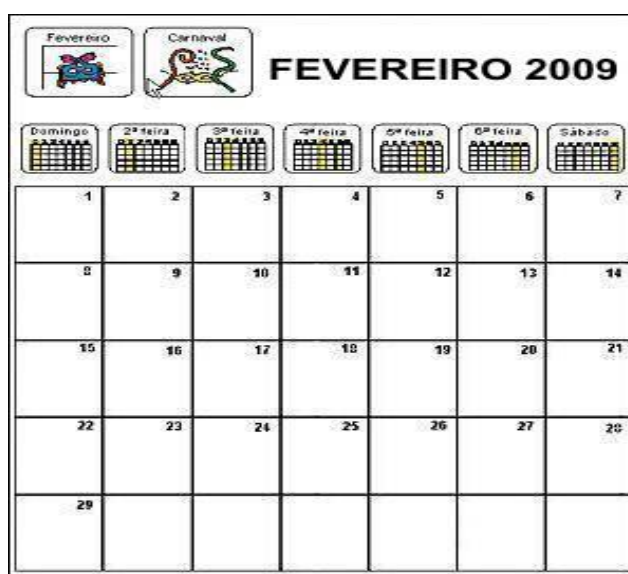 Fevereiro Carnaval
FEVEREIRO 2009
Domingo 2ª feira 3ª feira 4ª feira 5ª feira 6ª feira Sábado
1 2 3 4 5 6 7
8 9 10 11 12 13 14
15 16 17 18 19 20 21
22 23 24 25 26 27 28
29